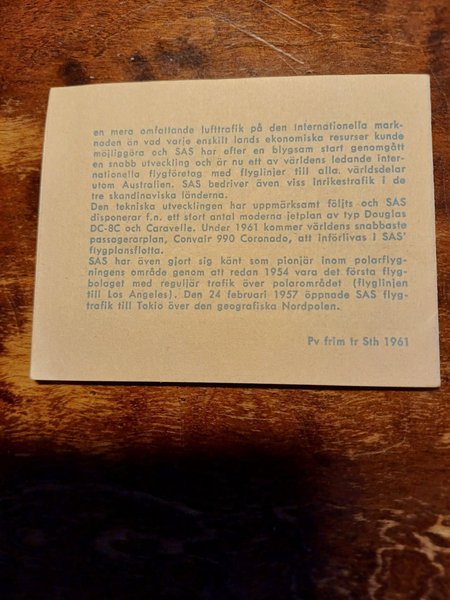 en mera omfattande lufttrafik på den internationella mark-
naden än vad varje enskilt lands ekonomiska resurser kunde
möjliggöra och SAS har efter en blygsam start genomgått
en snabb utveckling och är nu ett av världens ledande inter-
nationella flygföretag med flyglinjer till alla världsdelar
utom Australien. SAS bedriver även viss inrikestrafik i de
tre skandinaviska länderna.
Den tekniska utvecklingen har uppmärksamt följts och SAS
disponerar f.n. ett stort antal moderna jetplan av typ Douglas
DC-8C och Caravelle. Under 1961 kommer världens snabbaste
passagerarplan, Convair 990 Coronado, att införlivas i SAS'
flygplansflotta.
SAS har även gjort sig känt som pionjär inom polarflyg-
ningens område genom att redan 1954 vara det första flyg-
bolaget med reguljär trafik över polarområdet (flyglinjen
till Los Angeles). Den 24 februari 1957 öppnade SAS flyg-
trafik till Tokio över den geografiska Nordpolen.
Pv frim tr Sth 1961